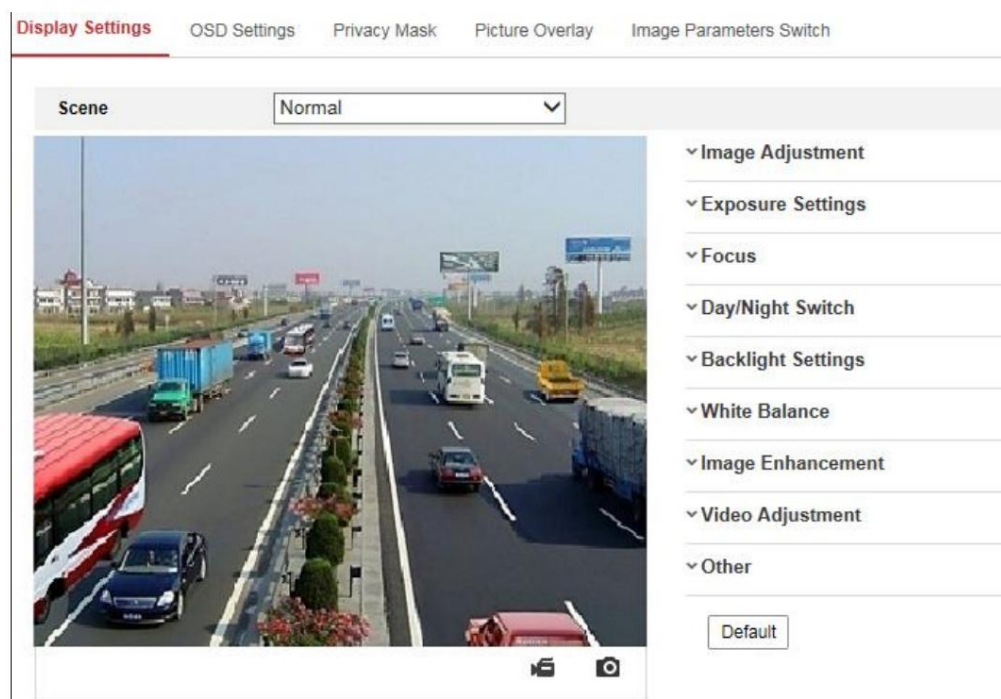 Display Settings OSD Settings Privacy Mask Picture Overlay Image Parameters Switch
Scene Normal
Image Adjustment
Exposure Settings
Focus
Day/Night Switch
Backlight Settings
White Balance
Image Enhancement
Video Adjustment
Other
Default